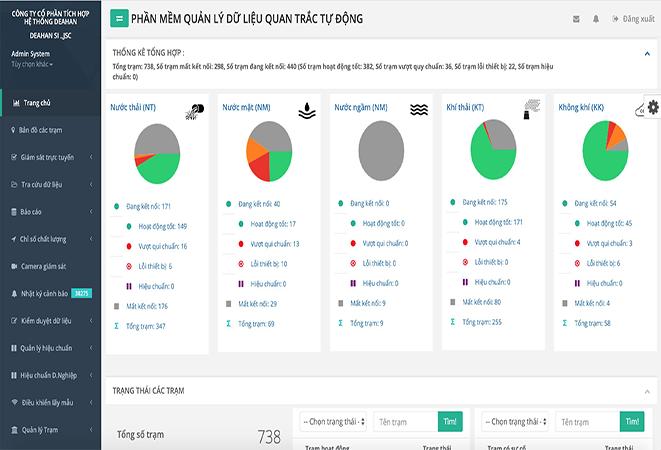 CÔNG TY CỔ PHẦN TÍCH HỢP
HỆ THỐNG DEAHAN
DEAHAN SI .,JSC
Admin System
Tùy chọn khác
Trang chủ
Bản đồ các trạm
Giám sát trực tuyến
Tra cứu dữ liệu
Báo cáo
Chỉ số chất lượng
Camera giám sát
Nhật ký cảnh báo 38275
Kiểm duyệt dữ liệu
Quản lý hiệu chuẩn
Hiệu chuẩn D.Nghiệp
Điều khiển lấy mẫu
Quản lý Trạm
PHẦN MỀM QUẢN LÝ DỮ LIỆU QUAN TRẮC TỰ ĐỘNG
Đăng xuất
THỐNG KÊ TỔNG HỢP :
Tổng trạm: 738, Số trạm mất kết nối: 298, Số trạm đang kết nối: 440 (Số trạm hoạt động tốt: 382, Số trạm vượt quy chuẩn: 36, Số trạm lỗi thiết bị: 22, Số trạm hiệu
chuẩn: 0)
Nước thải (NT)
Đang kết nối: 171
Hoạt động tốt: 149
Vượt qui chuẩn: 16
Lỗi thiết bị: 6
Hiệu chuẩn: 0
Mất kết nối: 176
Σ Tổng trạm: 347
Nước mặt (NM)
Đang kết nối: 40
Hoạt động tốt: 17
Vượt qui chuẩn: 13
Lỗi thiết bị: 10
Hiệu chuẩn: 0
Mất kết nối: 29
Σ Tổng trạm: 69
Nước ngầm (NM)
Đang kết nối: 0
Hoạt động tốt: 0
Vượt qui chuẩn: 0
Lỗi thiết bị: 0
Hiệu chuẩn: 0
Mất kết nối: 9
Σ Tổng trạm: 9
Khí thải (KT)
Đang kết nối: 175
Hoạt động tốt: 171
Vượt qui chuẩn: 4
Lỗi thiết bị: 0
Hiệu chuẩn: 0
Mất kết nối 80
Σ Tổng trạm: 255
Không khí (KK)
Đang kết nối: 54
Hoạt động tốt: 45
Vượt qui chuẩn: 3
Lỗi thiết bị: 6
Hiệu chuẩn: 0
Mất kết nối: 4
Σ Tổng trạm: 58
TRẠNG THÁI CÁC TRẠM
Tổng số trạm 738
-- Chọn trạng thái - Tên trạm Tìm!
Trạm hoạt động Trạng thái
-- Chọn trạng thái - Tên trạm Tìm!
Trạm có sự cố Trạng thái